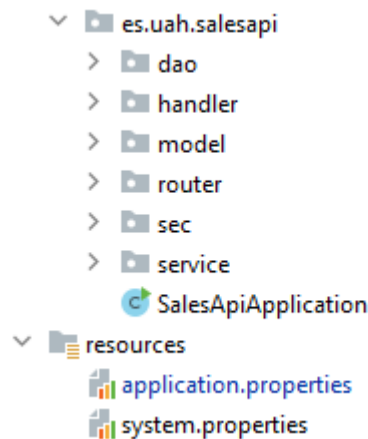 es.uah.salesapi
dao
handler
model
router
sec
service
SalesApiApplication
resources
application.properties
system.properties